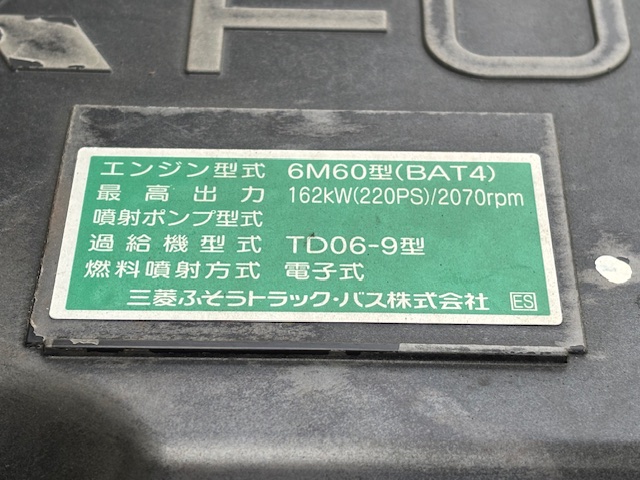 FU
エンジン型式 6M60型(BAT4)
最高出力 162kW(220PS)/2070rpm
噴射ポンプ型式
過給機型式 TD06-9型
燃料噴射方式 電子式
三菱ふそうトラック・バス株式会社 ES